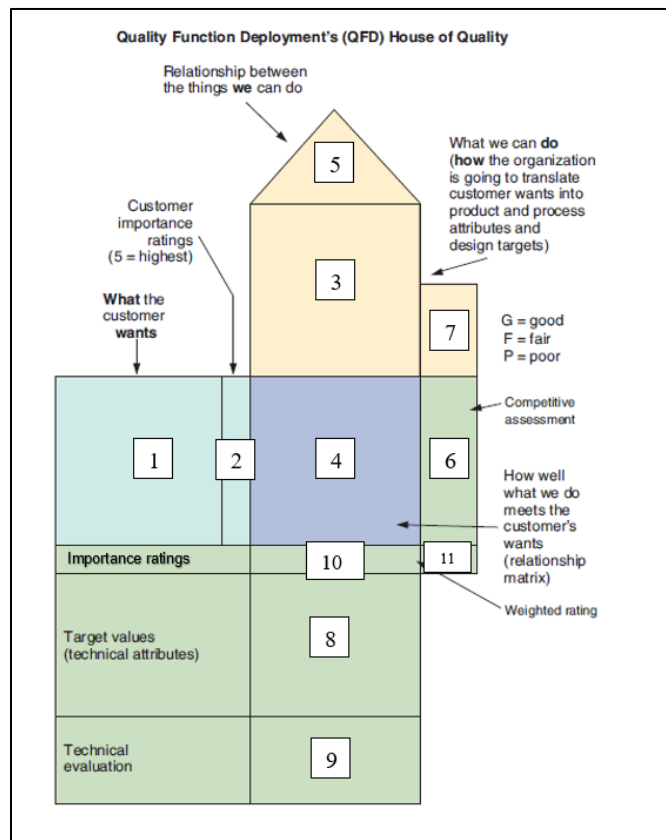 Quality Function Deployment's (QFD) House of Quality
Relationship between
the things we can do
5
What we can do
(how the organization
is going to translate
customer wants into
product and process
attributes and
design targets)
Customer
importance
ratings
(5 = highest)
3
What the
customer
wants
7
G = good
F = fair
P = poor
Competitive
assessment
1
2
4
6
How well
what we do
meets the
customer's
wants
(relationship
matrix)
Importance ratings
10
11
Weighted rating
Target values
(technical attributes)
8
Technical
evaluation
9